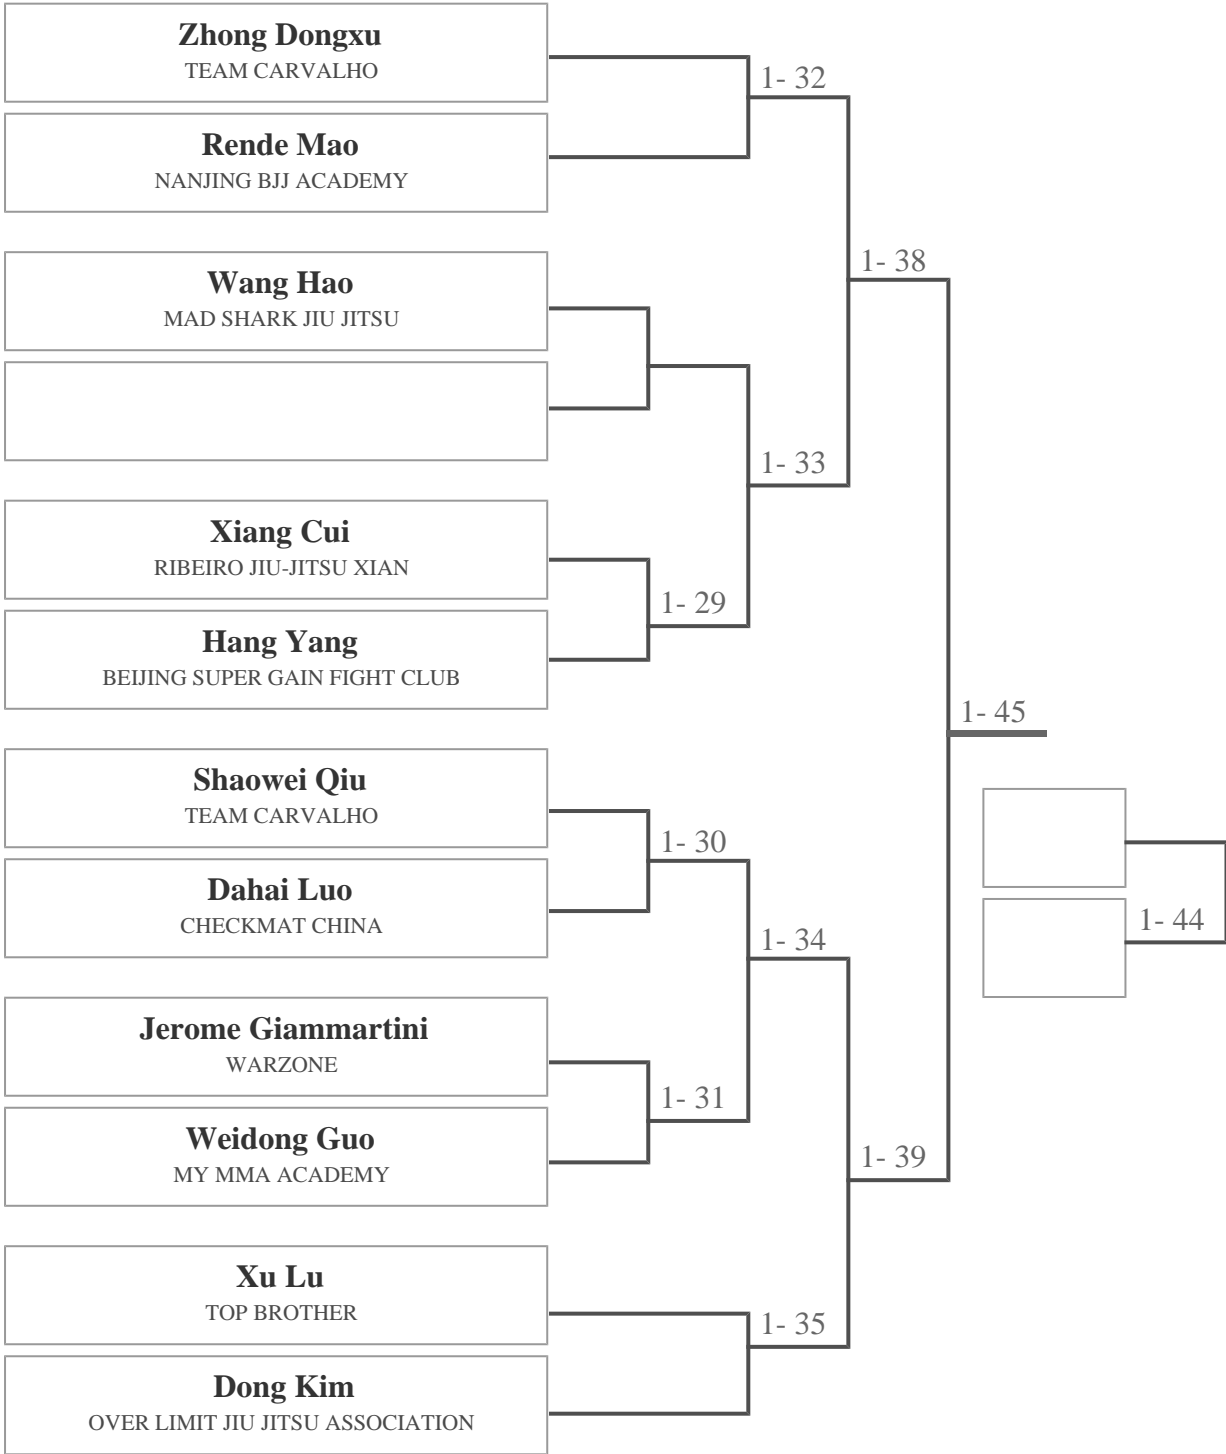 Zhong Dongxu
TEAM CARVALHO
1- 32
Rende Mao
NANJING BJJ ACADEMY
1- 38
Wang Hao
MAD SHARK JIU JITSU
1- 33
Xiang Cui
RIBEIRO JIU-JITSU XIAN
1- 29
Hang Yang
BEIJING SUPER GAIN FIGHT CLUB
1- 45
Shaowei Qiu
TEAM CARVALHO
1- 30
Dahai Luo
CHECKMAT CHINA
1- 44
1- 34
Jerome Giammartini
WARZONE
1- 31
Weidong Guo
MY MMA ACADEMY
1- 39
Xu Lu
TOP BROTHER
1- 35
Dong Kim
OVER LIMIT JIU JITSU ASSOCIATION